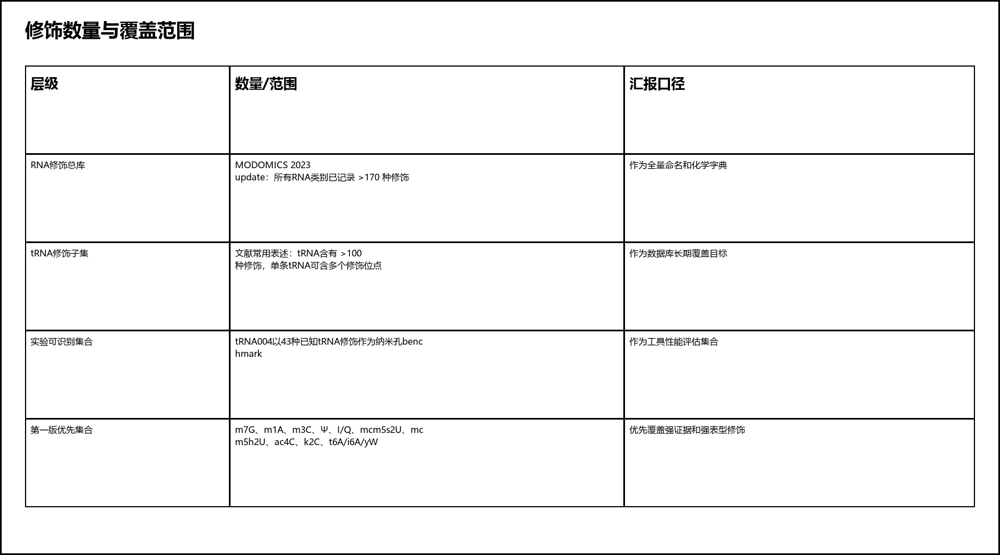 修饰数量与覆盖范围
层级
数量/范围
汇报口径
RNA修饰总库
MODOMICS 2023
update：所有RNA类别已记录 >170 种修饰
作为全量命名和化学字典
tRNA修饰子集
文献常用表述：tRNA含有 >100
种修饰，单条tRNA可含多个修饰位点
作为数据库长期覆盖目标
实验可识别集合
tRNA004以43种已知tRNA修饰作为纳米孔benc
hmark
作为工具性能评估集合
第一版优先集合
m7G、m1A、m3C、Ψ、I/Q、mcm5s2U、mc
m5h2U、ac4C、k2C、t6A/i6A/yW
优先覆盖强证据和强表型修饰